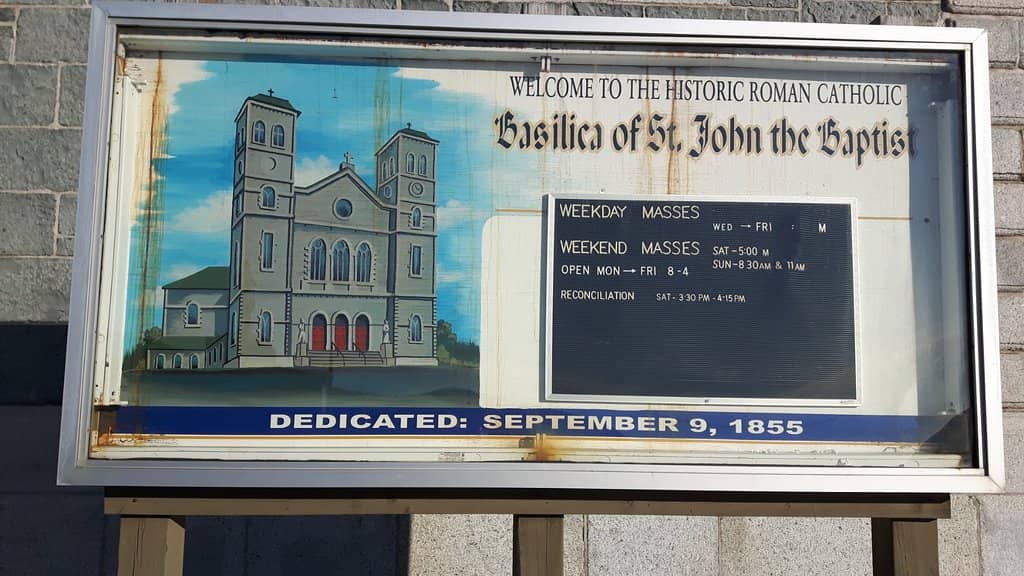 WELCOME TO THE HISTORIC ROMAN CATHOLIC
Basilica of St. John the Baptist
WEEKDAY MASSES
WED → FRI : M
WEEKEND MASSES SAT - 5:00 M
SUN - 8 30AM & 11AM
OPEN MON → FRI 8-4
RECONCILIATION SAT - 3:30 PM - 4:15 PM
DEDICATED: SEPTEMBER 9, 1855